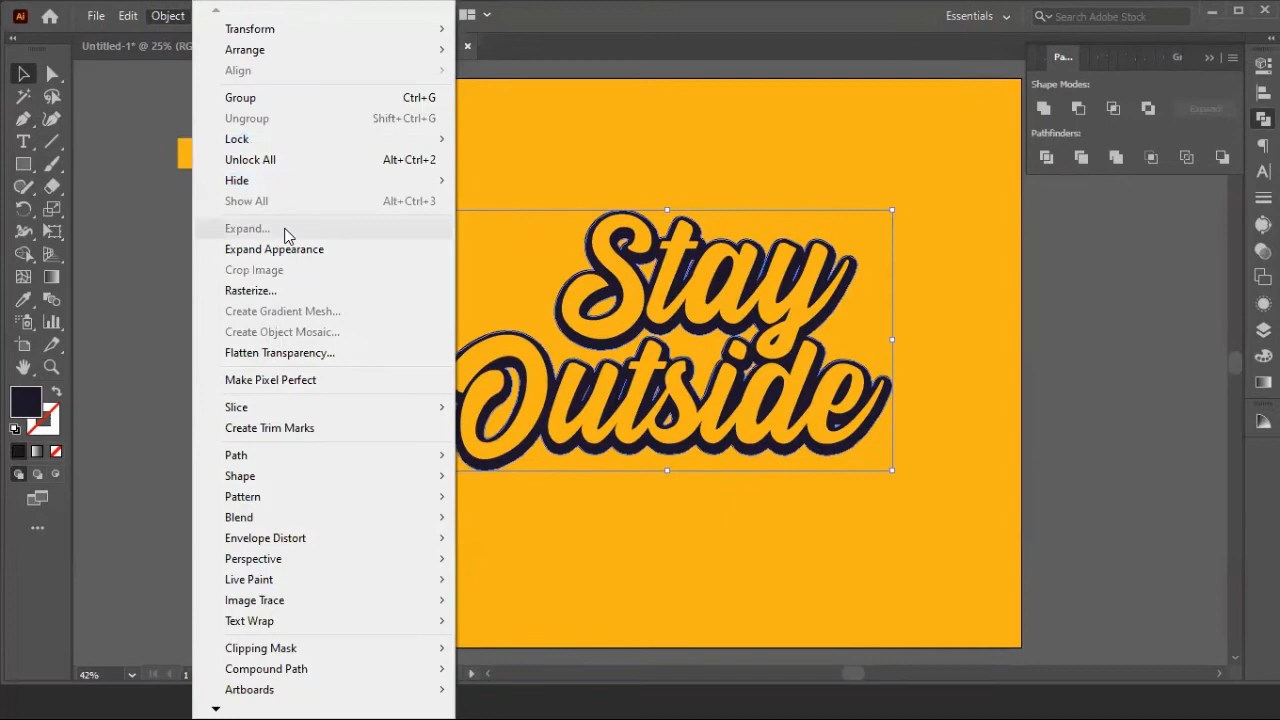 Ai File Edit Object Essentials Search Adobe Stock
Untitled-1* @ 25% (RG
Transform
Arrange
Align
Group Ctrl+G
Ungroup Shift+Ctrl+G
Lock
Unlock All Alt+Ctrl+2
Hide
Show All Alt+Ctrl+3
Expand...
Expand Appearance
Crop Image
Rasterize...
Create Gradient Mesh...
Create Object Mosaic...
Flatten Transparency...
Make Pixel Perfect
Slice
Create Trim Marks
Path
Shape
Pattern
Blend
Envelope Distort
Perspective
Live Paint
Image Trace
Text Wrap
Clipping Mask
Compound Path
Artboards
Stay
Outside
Pa... Gr
Shape Modes:
Expand
Pathfinders:
42% 1